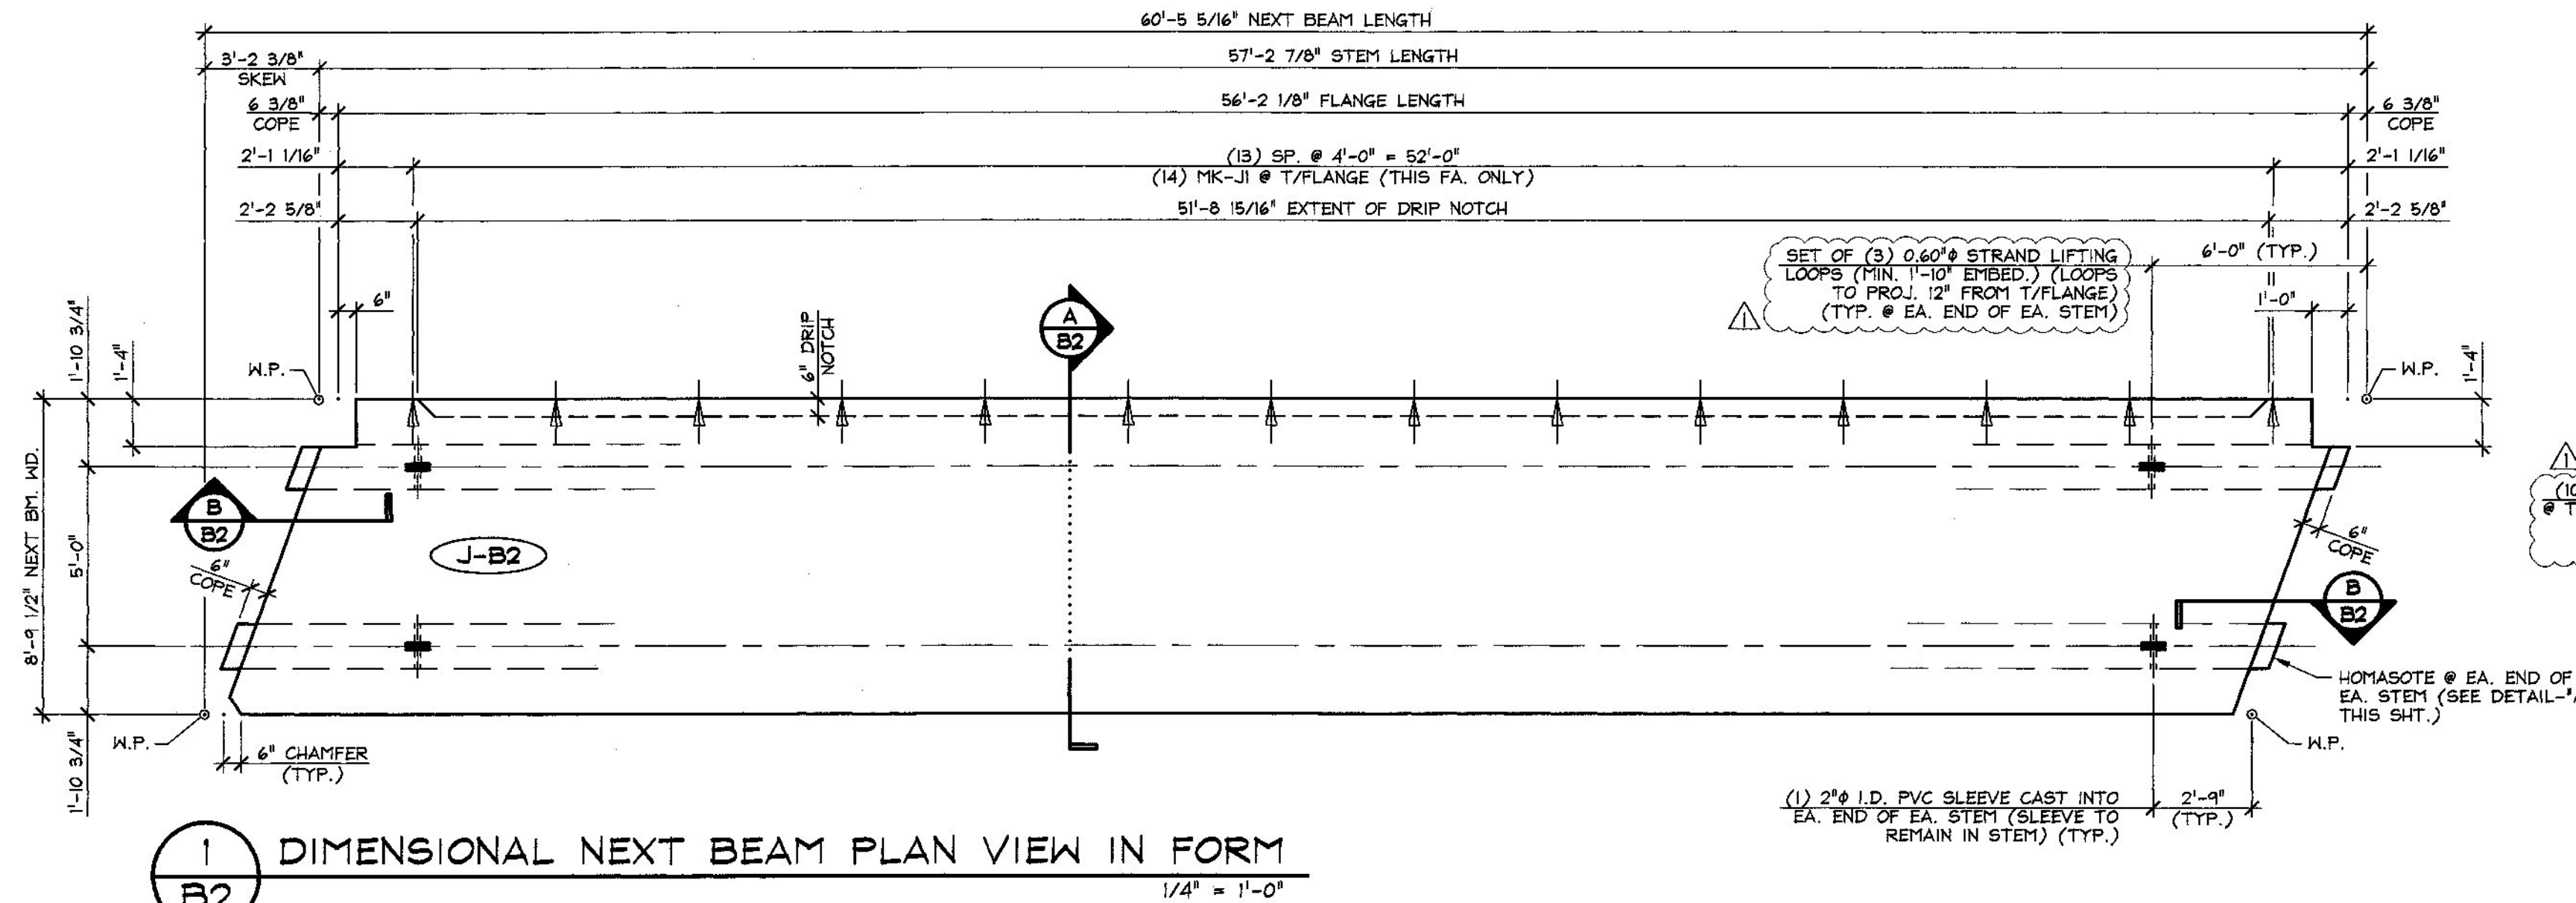 60'-5 5/16" NEXT BEAM LENGTH
3'-2 3/8"
SKEW
57'-2 7/8" STEM LENGTH
6 3/8"
COPE
56'-2 1/8" FLANGE LENGTH
6 3/8"
COPE
2'-1 1/16"
(13) SP. @ 4'-0" = 52'-0"
(14) MK-J1 @ T/FLANGE (THIS FA. ONLY)
2'-1 1/16"
2'-2 5/8"
51'-8 15/16" EXTENT OF DRIP NOTCH
2'-2 5/8"
SET OF (3) 0.60"ϕ STRAND LIFTING
LOOPS (MIN. 1'-10" EMBED.) (LOOPS
TO PROJ. 12" FROM T/FLANGE)
(TYP. @ EA. END OF EA. STEM)
1
6'-0" (TYP.)
1'-0"
6"
1'-10 3/4"
1'-4"
W.P.
6" DRIP
NOTCH
A
B2
W.P.
1'-4"
8'-9 1/2" NEXT BM. WD.
5'-0"
B
B2
6"
COPE
J-B2
6"
COPE
B
B2
1
(10
@ T
HOMASOTE @ EA. END OF
EA. STEM (SEE DETAIL-
THIS SHT.)
W.P.
1'-10 3/4"
6" CHAMFER
(TYP.)
W.P.
(1) 2"ϕ I.D. PVC SLEEVE CAST INTO
EA. END OF EA. STEM (SLEEVE TO
REMAIN IN STEM) (TYP.)
2'-9"
(TYP.)
1
B2
DIMENSIONAL NEXT BEAM PLAN VIEW IN FORM
1/4" = 1'-0"